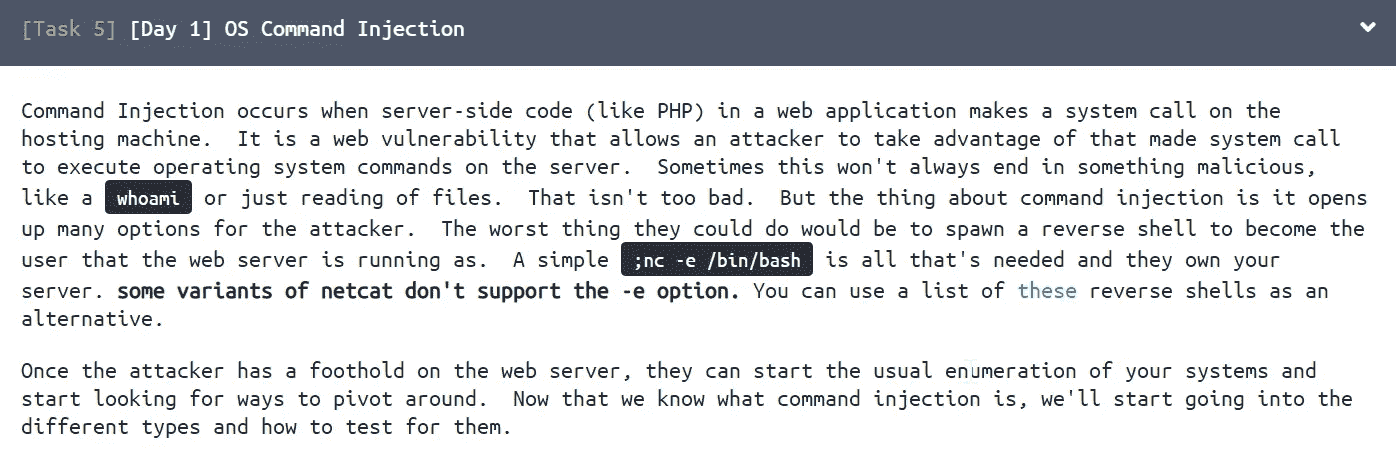 [Task 5] [Day 1] OS Command Injection
Command Injection occurs when server-side code (like PHP) in a web application makes a system call on the
hosting machine.  It is a web vulnerability that allows an attacker to take advantage of that made system call
to execute operating system commands on the server.  Sometimes this won't always end in something malicious,
like a whoami or just reading of files.  That isn't too bad.  But the thing about command injection is it opens
up many options for the attacker.  The worst thing they could do would be to spawn a reverse shell to become the
user that the web server is running as.  A simple ;nc -e /bin/bash is all that's needed and they own your
server. some variants of netcat don't support the -e option. You can use a list of these reverse shells as an
alternative.
Once the attacker has a foothold on the web server, they can start the usual enumeration of your systems and
start looking for ways to pivot around.  Now that we know what command injection is, we'll start going into the
different types and how to test for them.